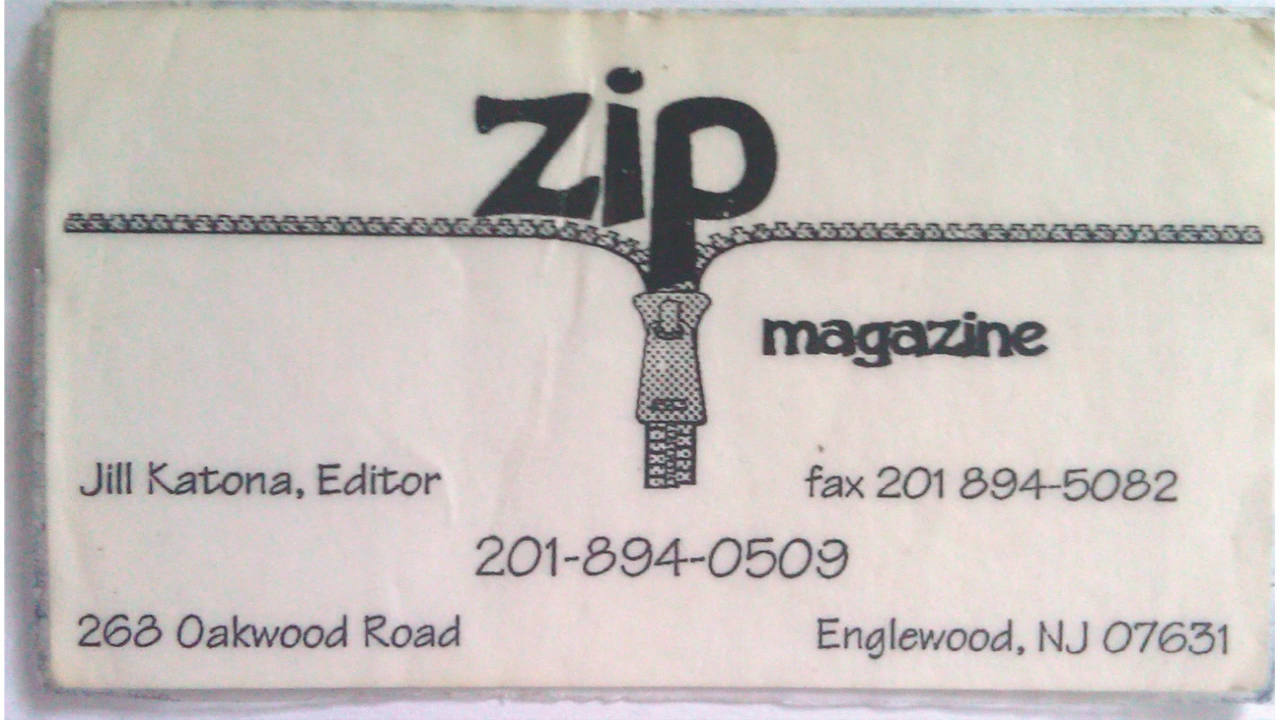 zip
magazine
Jill Katona, Editor
fax 201 894-5082
201-894-0509
268 Oakwood Road
Englewood, NJ 07631